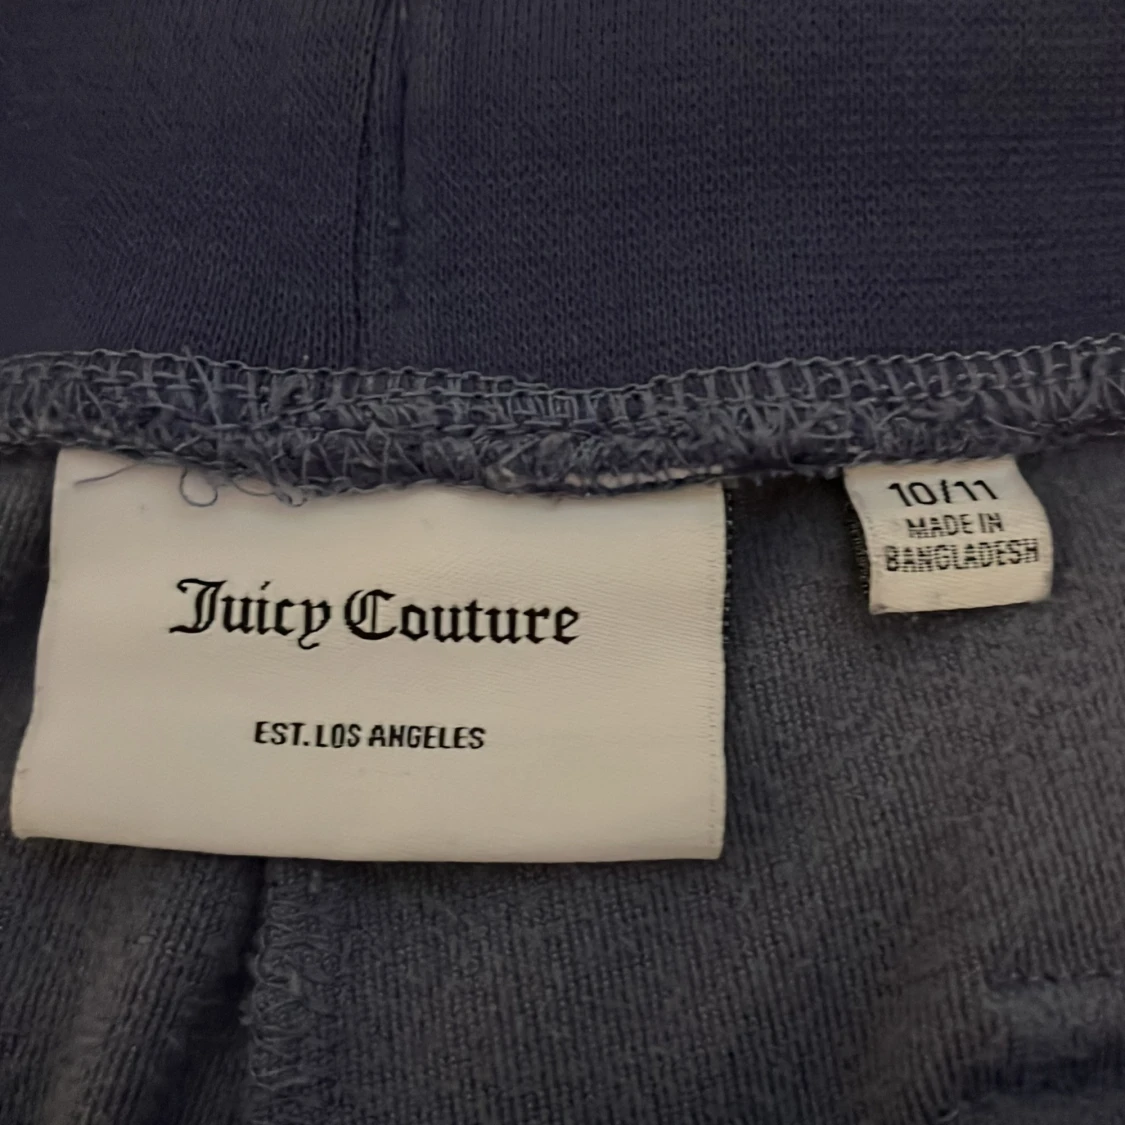 Juicy Couture
EST. LOS ANGELES
10/11
MADE IN
BANGLADESH